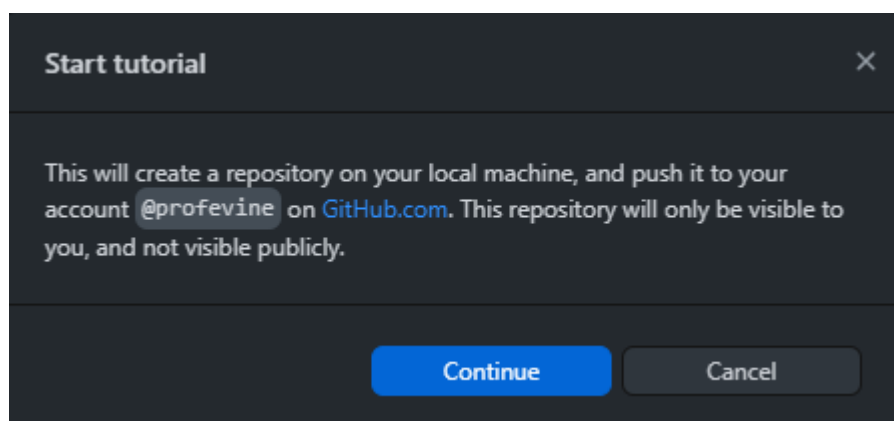 Start tutorial
This will create a repository on your local machine, and push it to your
account @profevine on GitHub.com. This repository will only be visible to
you, and not visible publicly.
Continue
Cancel